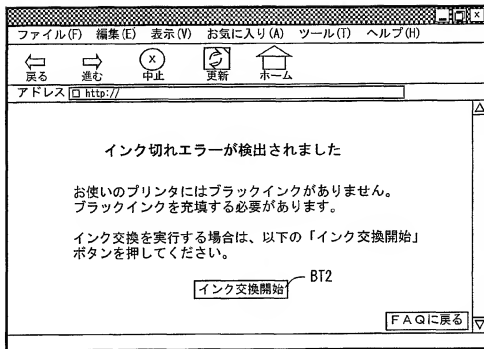 ファイル(F) 編集(E) 表示(V) お気に入り(A) ツール(T) ヘルプ(H)
戻る 進む 中止 更新 ホーム
アドレス http://
インク切れエラーが検出されました
お使いのプリンタにはブラックインクがありません。
ブラックインクを充填する必要があります。
インク交換を実行する場合は、以下の「インク交換開始」
ボタンを押してください。
BT2
インク交換開始
FAQに戻る